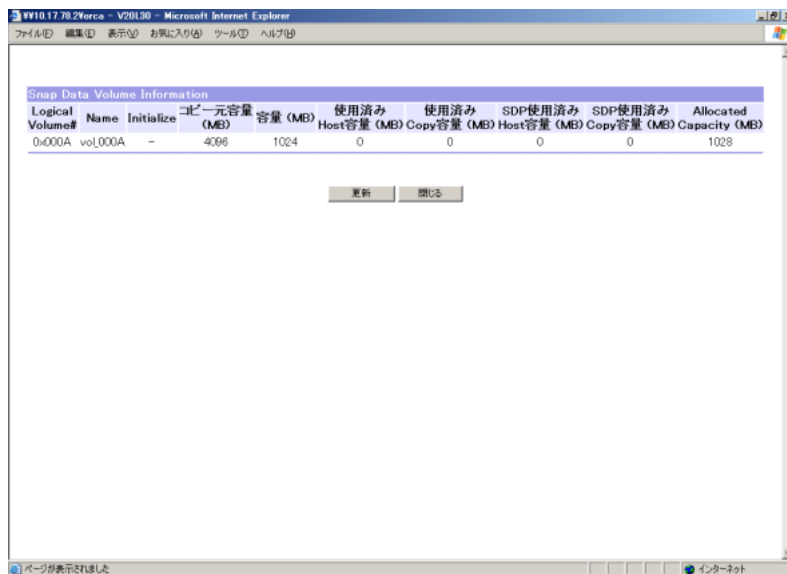 ¥¥10.17.78.2¥orca - V20L30 - Microsoft Internet Explorer
ファイル(F) 編集(E) 表示(V) お気に入り(A) ツール(T) ヘルプ(H)
Snap Data Volume Information
Logical Volume# Name Initialize コピー元容量 (MB) 容量 (MB) 使用済み Host容量 (MB) 使用済み Copy容量 (MB) SDP使用済み Host容量 (MB) SDP使用済み Copy容量 (MB) Allocated Capacity (MB)
0x000A vol_000A - 4096 1024 0 0 0 0 1028
更新 閉じる
ページが表示されました インターネット